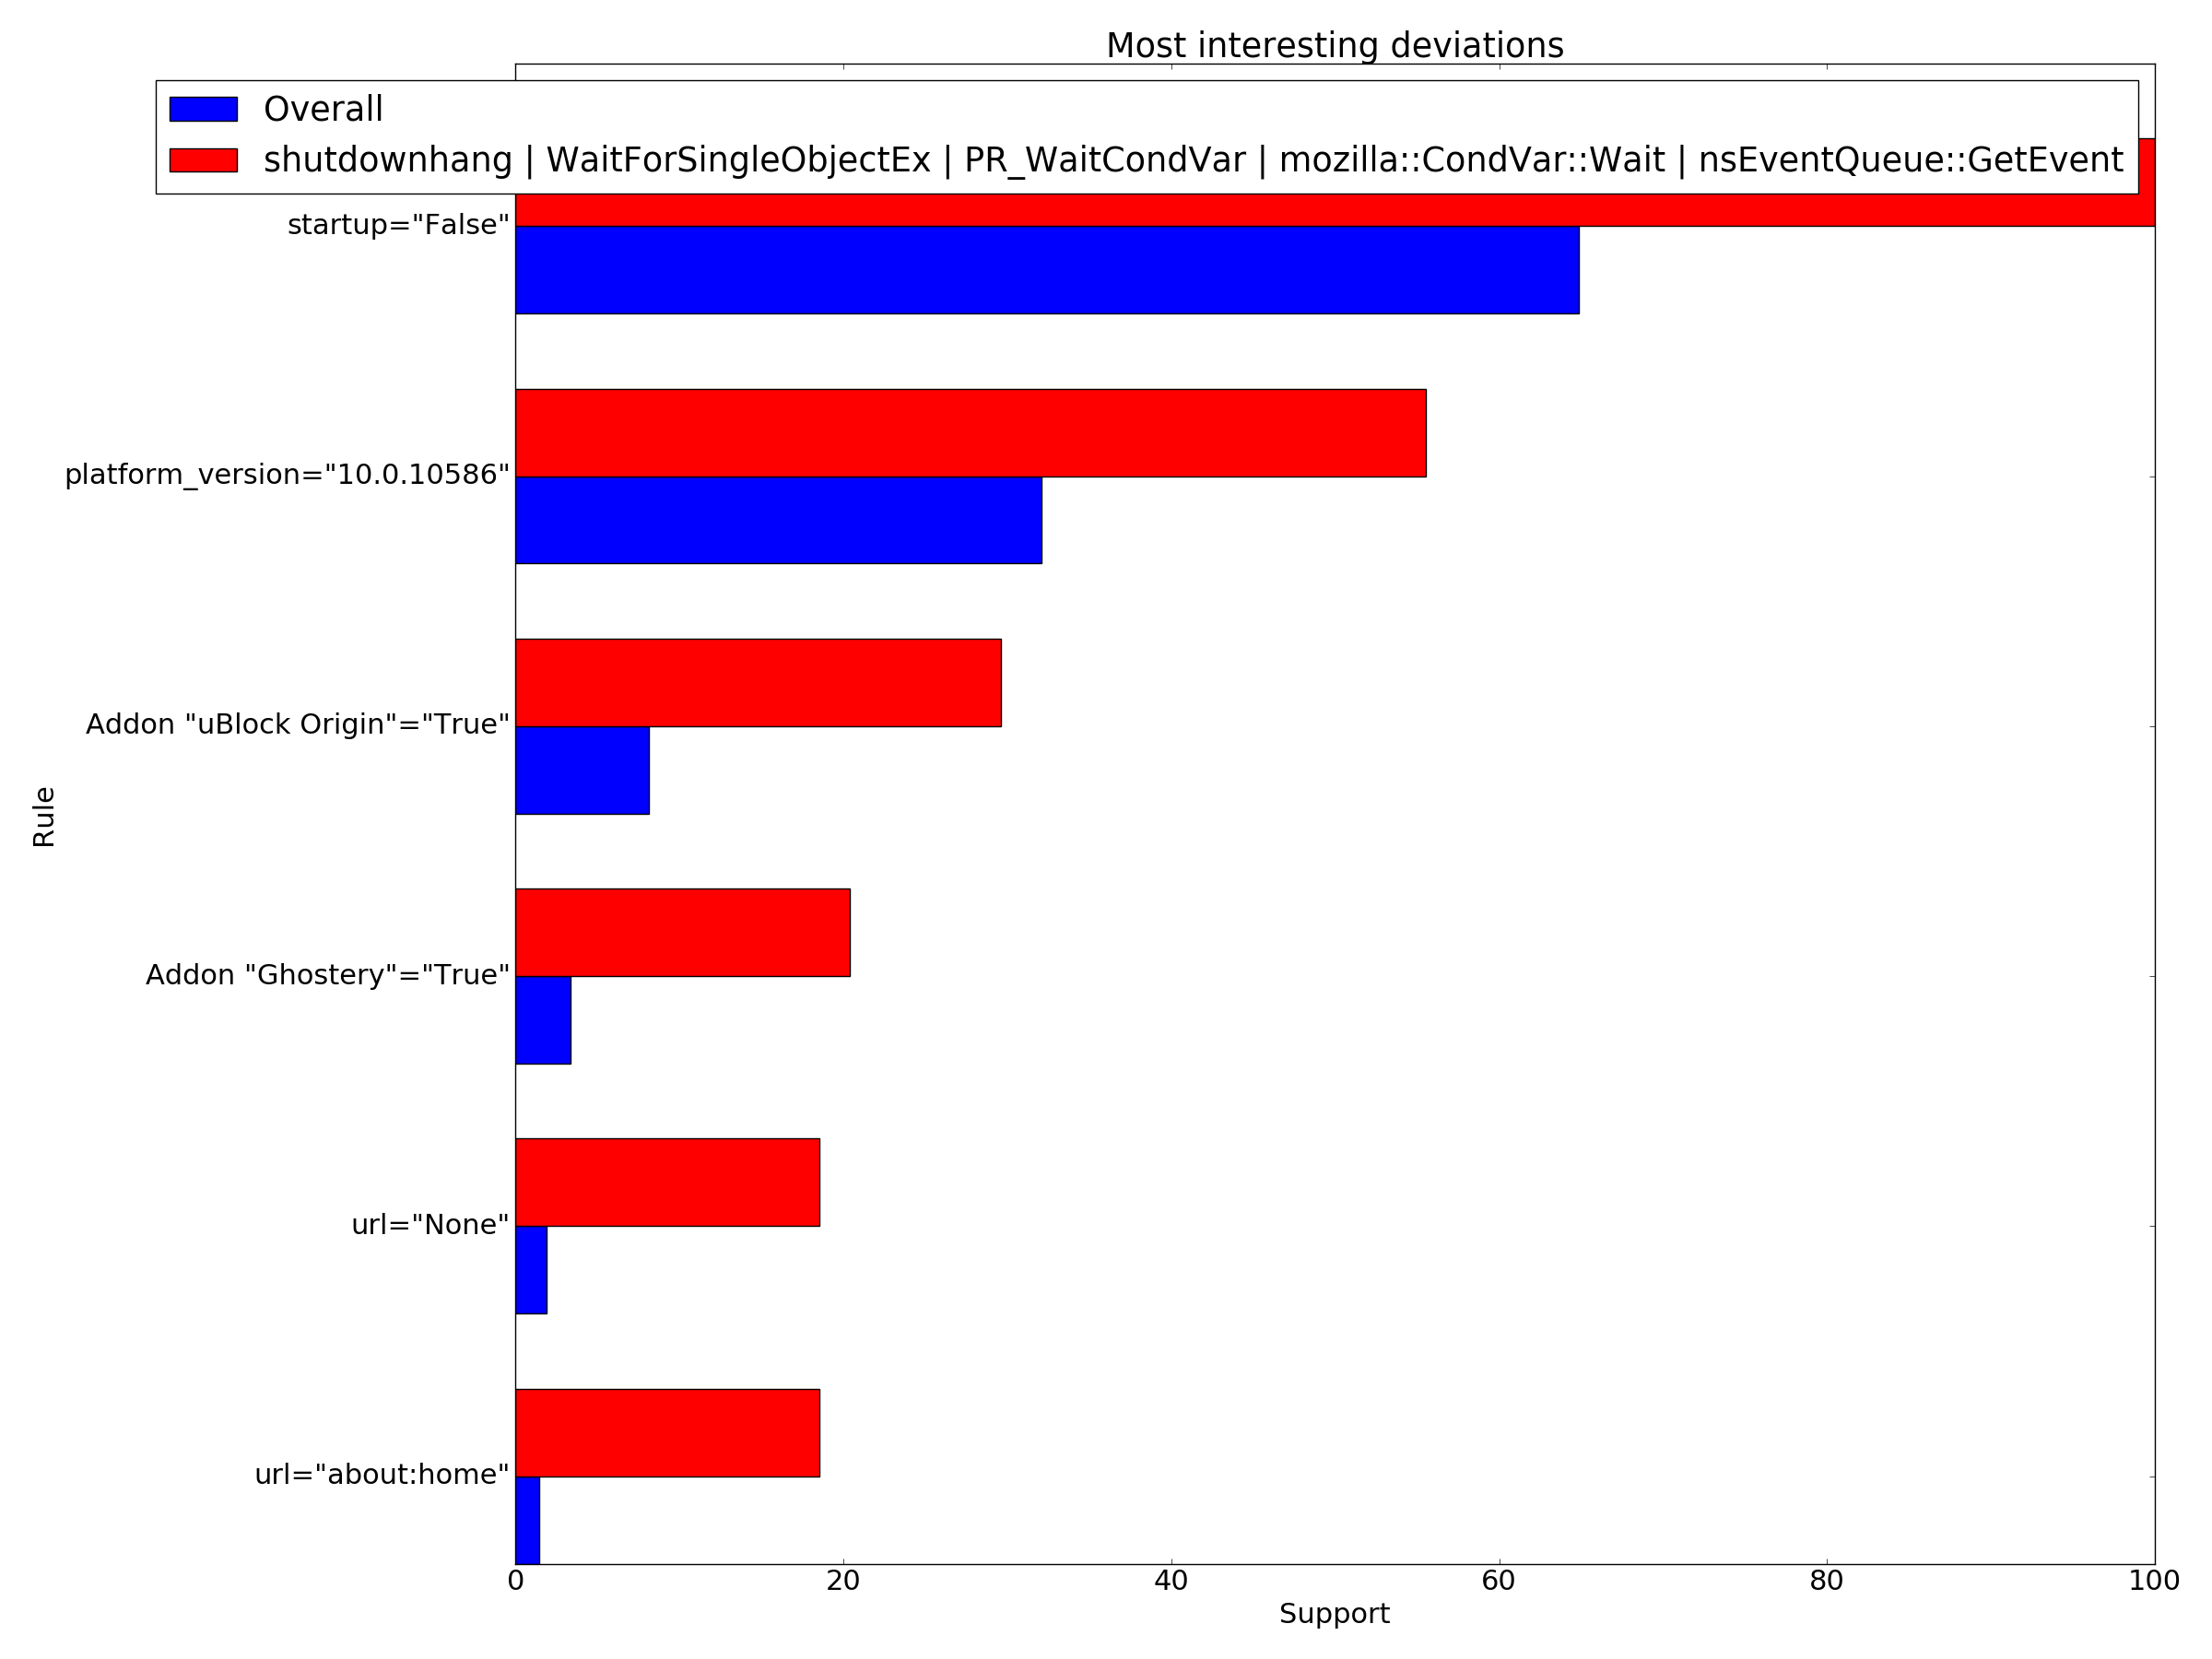 Most interesting deviations
Overall
shutdownhang | WaitForSingleObjectEx | PR_WaitCondVar | mozilla::CondVar::Wait | nsEventQueue::GetEvent
startup="False"
platform_version="10.0.10586"
Addon "uBlock Origin"="True"
Rule
Addon "Ghostery"="True"
url="None"
url="about:home"
0 20 40 60 80 100
Support